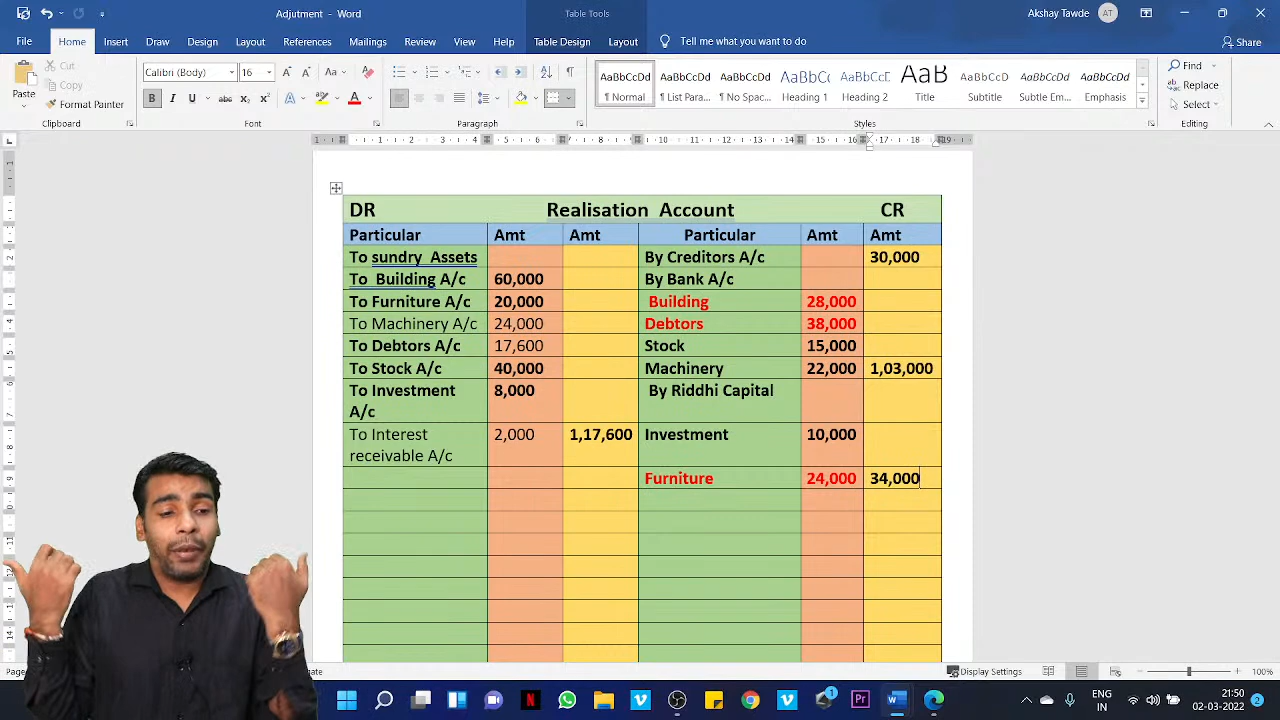 Table Tools
Akshay Tawde
File Home Insert Draw Design Layout References Mailings Review View Help Table Design Layout Tell me what you want to do Share
Paste
Cut
Copy
Format Painter
Clipboard
Calibri (Body) 16
Font
Paragraph
AaBbCcDd AaBbCcDd AaBbCcDd AaBbC AaBbCcD AaB AaBbCcD AaBbCcDd AaBbCcDd
¶ Normal ¶ List Para... ¶ No Spac... Heading 1 Heading 2 Title Subtitle Subtle Em... Emphasis
Styles
Find
Replace
Select
Editing
DR Realisation Account CR
Particular Amt Amt Particular Amt Amt
To sundry Assets By Creditors A/c 30,000
To Building A/c 60,000 By Bank A/c
To Furniture A/c 20,000 Building 28,000
To Machinery A/c 24,000 Debtors 38,000
To Debtors A/c 17,600 Stock 15,000
To Stock A/c 40,000 Machinery 22,000 1,03,000
To Investment 8,000 By Riddhi Capital
A/c
To Interest 2,000 1,17,600 Investment 10,000
receivable A/c
Furniture 24,000 34,000
Display Settings 100%
ENG 21:50
IN 02-03-2022